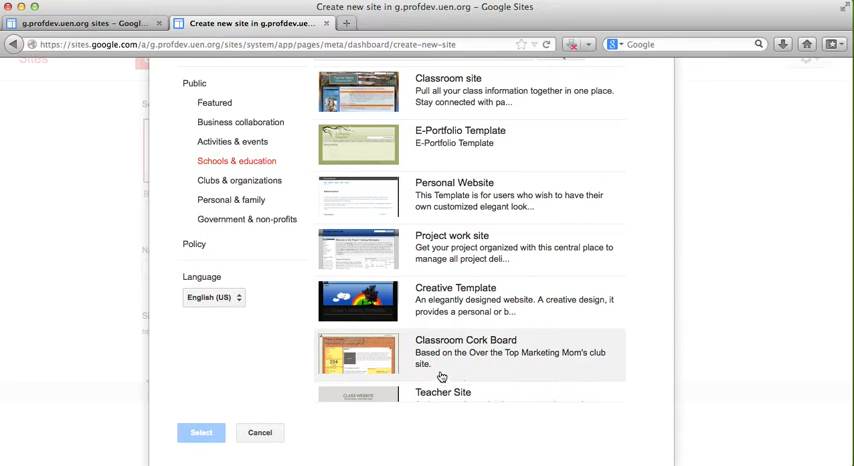 Create new site in g.profdev.uen.org - Google Sites
g.profdev.uen.org sites – Googl...
Create new site in g.profdev.ue...
https://sites.google.com/a/g.profdev.uen.org/sites/system/app/pages/meta/dashboard/create-new-site
Google
Sites
Public
Featured
Business collaboration
Activities & events
Schools & education
Clubs & organizations
Personal & family
Government & non-profits
Policy
Language
English (US)
Classroom site
Pull all your class information together in one place.
Stay connected with pa...
E-Portfolio Template
E-Portfolio Template
Personal Website
This Template is for users who wish to have their
own customized elegant look...
Project work site
Get your project organized with this central place to
manage all project deli...
Creative Template
An elegantly designed website. A creative design, it
provides a personal or b...
Classroom Cork Board
Based on the Over the Top Marketing Mom's club
site.
CLASS WEBSITE
Teacher Site
Select
Cancel